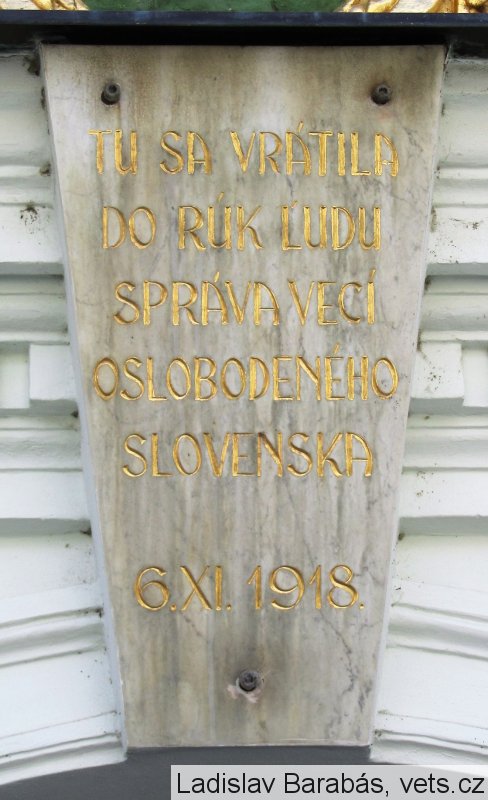 TU SA VRÁTILA
DO RÚK ĽUDU
SPRÁVA VECÍ
OSLOBODENÉHO
SLOVENSKA
6.XI. 1918.
Ladislav Barabás, vets.cz